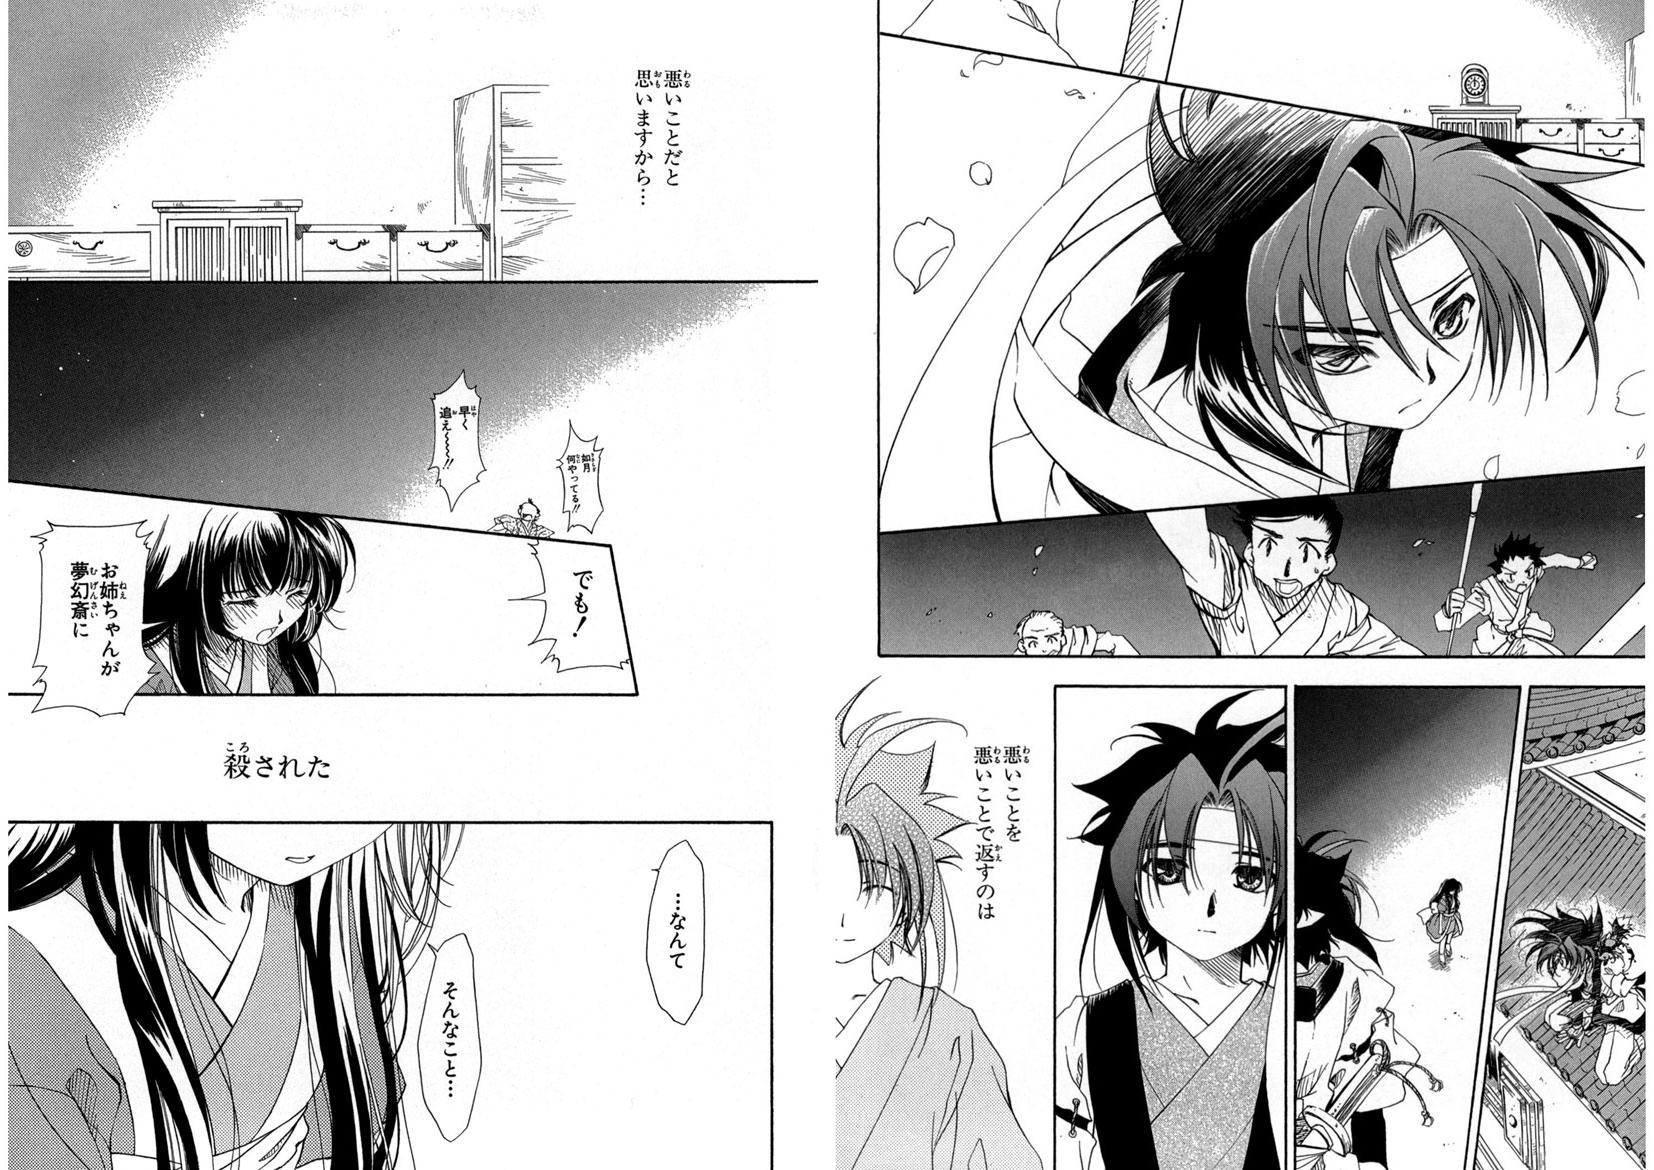 悪いことを
悪いことで返すのは
悪いことだと
思いますから…
如月
何やってる!!
早く
追え〜〜〜!!
でも!
お姉ちゃんが
夢幻斎に
殺された
…なんて
そんなこと…